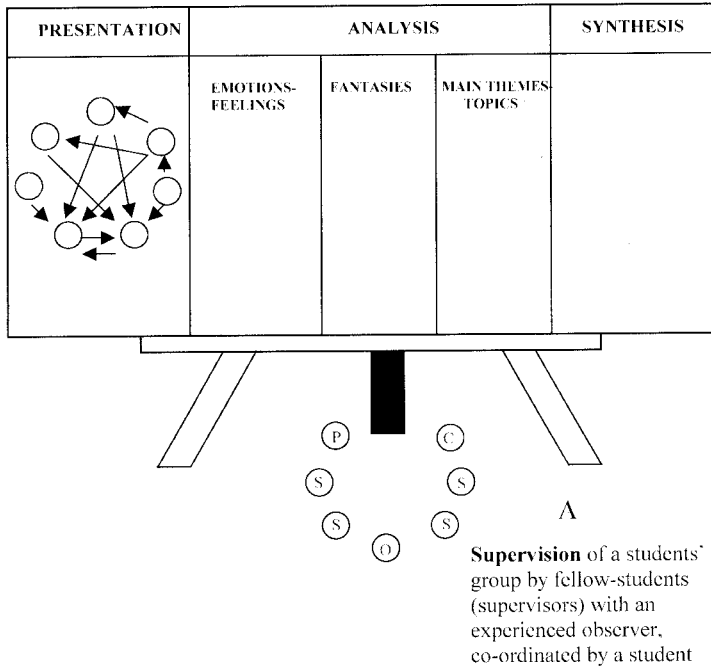 PRESENTATION
ANALYSIS
SYNTHESIS
EMOTIONS-
FEELINGS
FANTASIES
MAIN THEMES-
TOPICS
P
C
S
S
S
S
O
Λ
Supervision of a students'
group by fellow-students
(supervisors) with an
experienced observer,
co-ordinated by a student